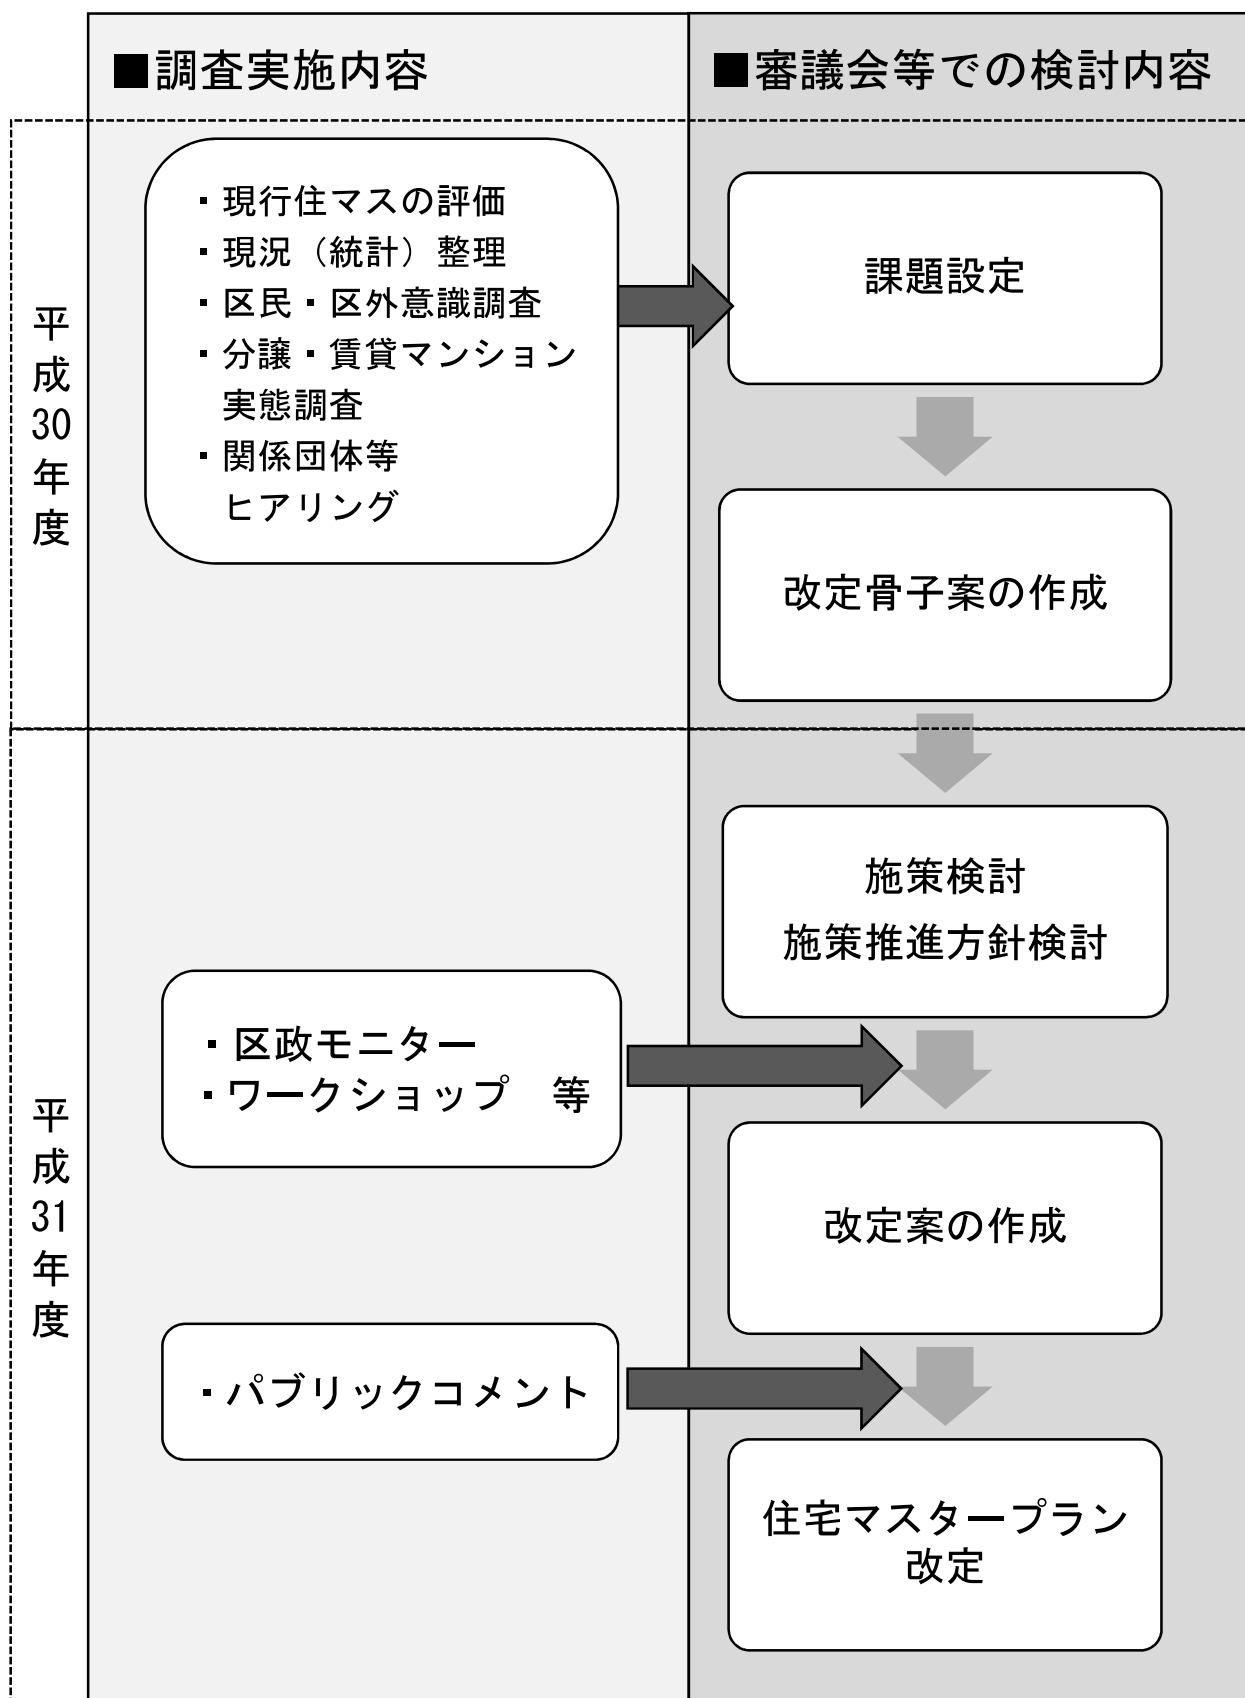 ■調査実施内容
■審議会等での検討内容
平成30年度
・現行住マスの評価
・現況（統計）整理
・区民・区外意識調査
・分譲・賃貸マンション
実態調査
・関係団体等
ヒアリング
課題設定
改定骨子案の作成
平成31年度
施策検討
施策推進方針検討
・区政モニター
・ワークショップ　等
改定案の作成
・パブリックコメント
住宅マスタープラン
改定